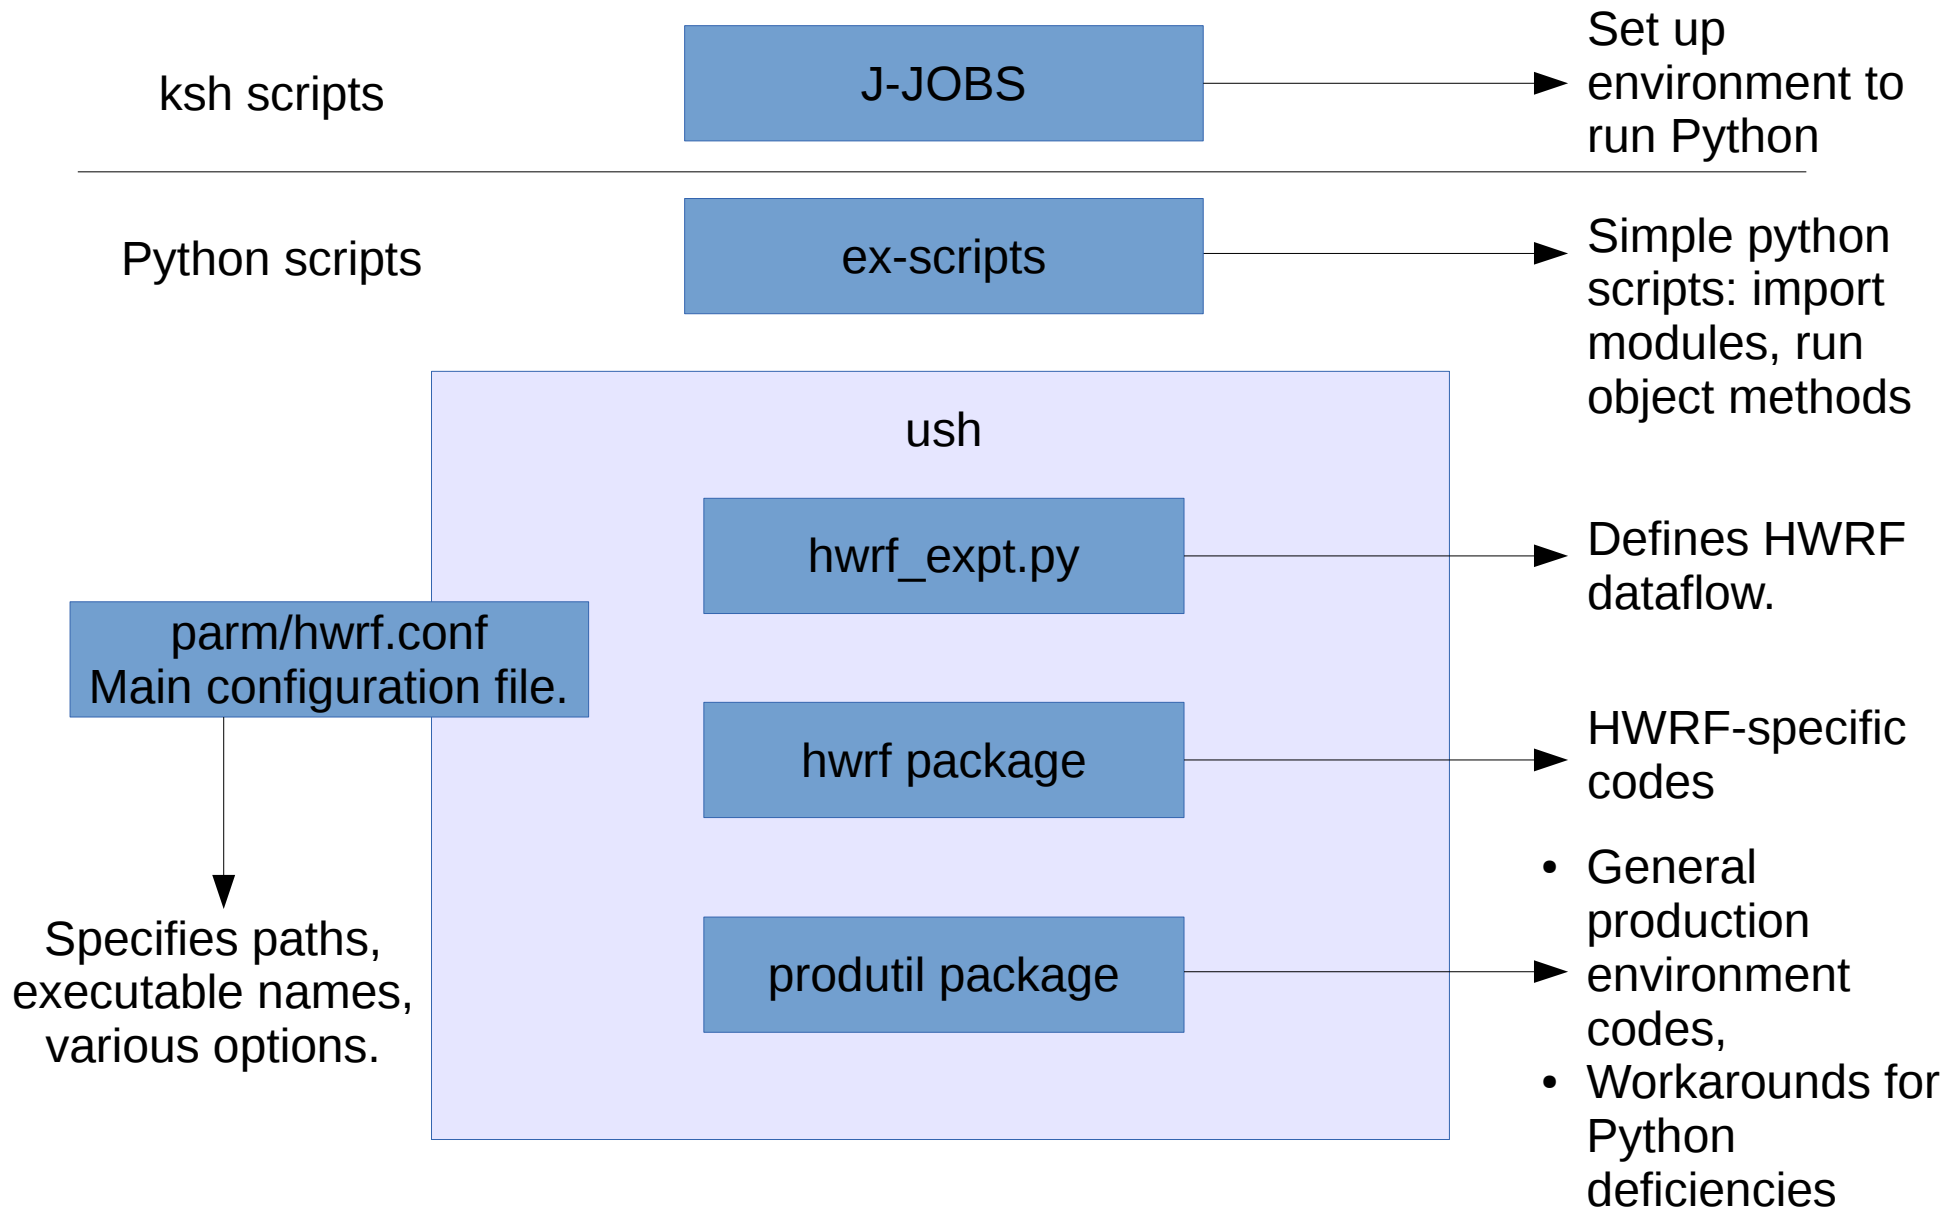 ksh scripts
J-JOBS
Set up
environment to
run Python
Python scripts
ex-scripts
Simple python
scripts: import
modules, run
object methods
ush
hwrf_expt.py
Defines HWRF
dataflow.
parm/hwrf.conf
Main configuration file.
hwrf package
HWRF-specific
codes
Specifies paths,
executable names,
various options.
produtil package
• General
production
environment
codes,
• Workarounds for
Python
deficiencies